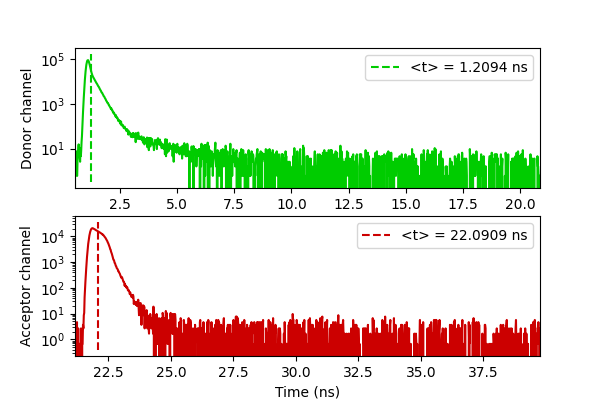 Donor channel
10^5
10^3
10^1
<t> = 1.2094 ns
2.5 5.0 7.5 10.0 12.5 15.0 17.5 20.0
Acceptor channel
10^4
10^3
10^2
10^1
10^0
<t> = 22.0909 ns
22.5 25.0 27.5 30.0 32.5 35.0 37.5
Time (ns)